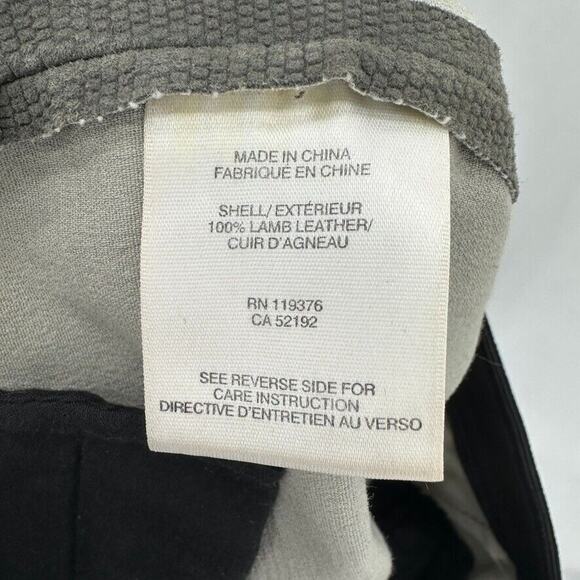 MADE IN CHINA
FABRIQUÉ EN CHINE
SHELL/EXTÉRIEUR
100% LAMB LEATHER/
CUIR D'AGNEAU
RN 119376
CA 52192
SEE REVERSE SIDE FOR
CARE INSTRUCTION
DIRECTIVE D'ENTRETIEN AU VERSO